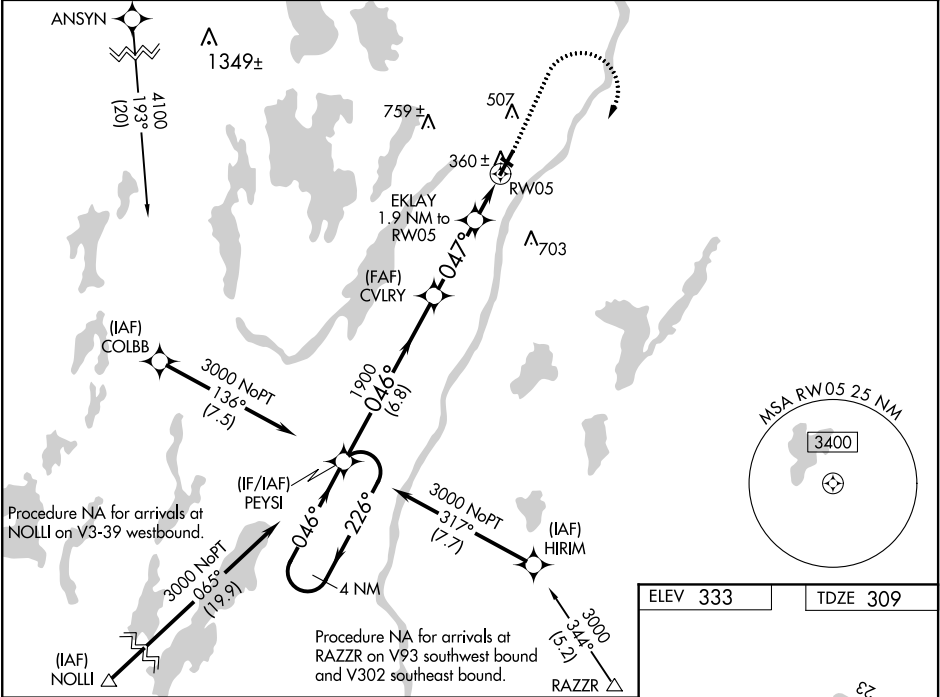 ANSYN
1349±
4100
193°
(20)
759±
507
360±
RW05
EKLAY
1.9 NM to
RW05
703
047°
(FAF)
CVLRY
(IAF)
COLBB
3000 NoPT
136°
(7.5)
1900
046°
(6.8)
MSA RW05 25 NM
3400
(IF/IAF)
PEYSI
046°
226°
4 NM
3000 NoPT
317°
(7.7)
(IAF)
HIRIM
Procedure NA for arrivals at
NOLLI on V3-39 westbound.
3000 NoPT
065°
(19.9)
(IAF)
NOLLI
Procedure NA for arrivals at
RAZZR on V93 southwest bound
and V302 southeast bound.
3000
344°
(5.2)
RAZZR
ELEV 333
TDZE 309
23